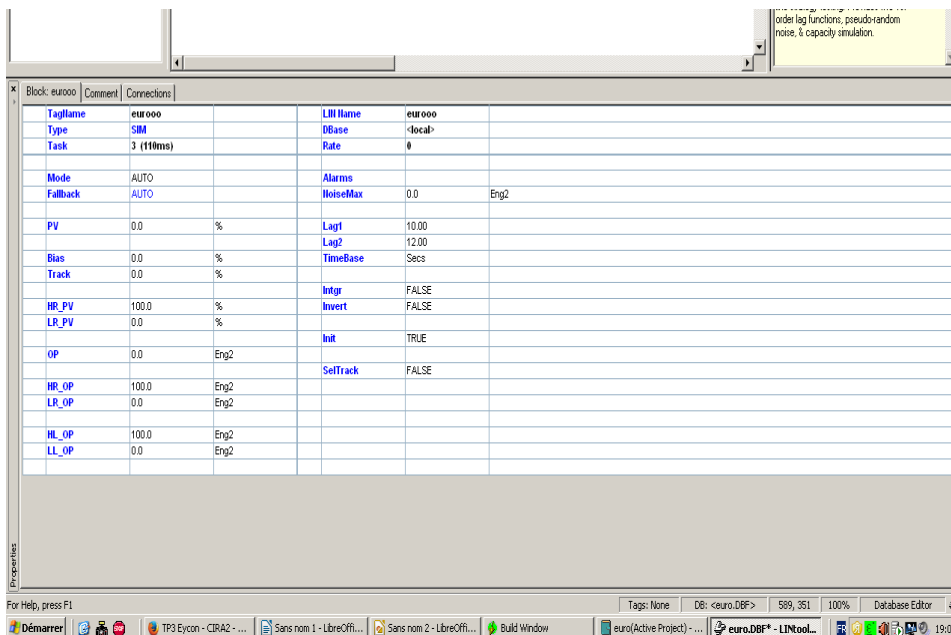 order lag functions, pseudo-random
noise, & capacity simulation.
Block: eurooo Comment Connections
TagName eurooo LIN Name eurooo
Type SIM DBase <local>
Task 3 (110ms) Rate 0
Mode AUTO Alarms
Fallback AUTO NoiseMax 0.0 Eng2
PV 0.0 % Lag1 10.00
Lag2 12.00
Bias 0.0 % TimeBase Secs
Track 0.0 %
Intgr FALSE
HR_PV 100.0 % Invert FALSE
LR_PV 0.0 %
Init TRUE
OP 0.0 Eng2
SelTrack FALSE
HR_OP 100.0 Eng2
LR_OP 0.0 Eng2
HL_OP 100.0 Eng2
LL_OP 0.0 Eng2
Properties
For Help, press F1 Tags: None DB: <euro.DBF> 589, 351 100% Database Editor
Démarrer TP3 Eycon - CIRA2 - ... Sans nom 1 - LibreOffi... Sans nom 2 - LibreOffi... Build Window euro(Active Project) - ... euro.DBF* - LINtool... FR